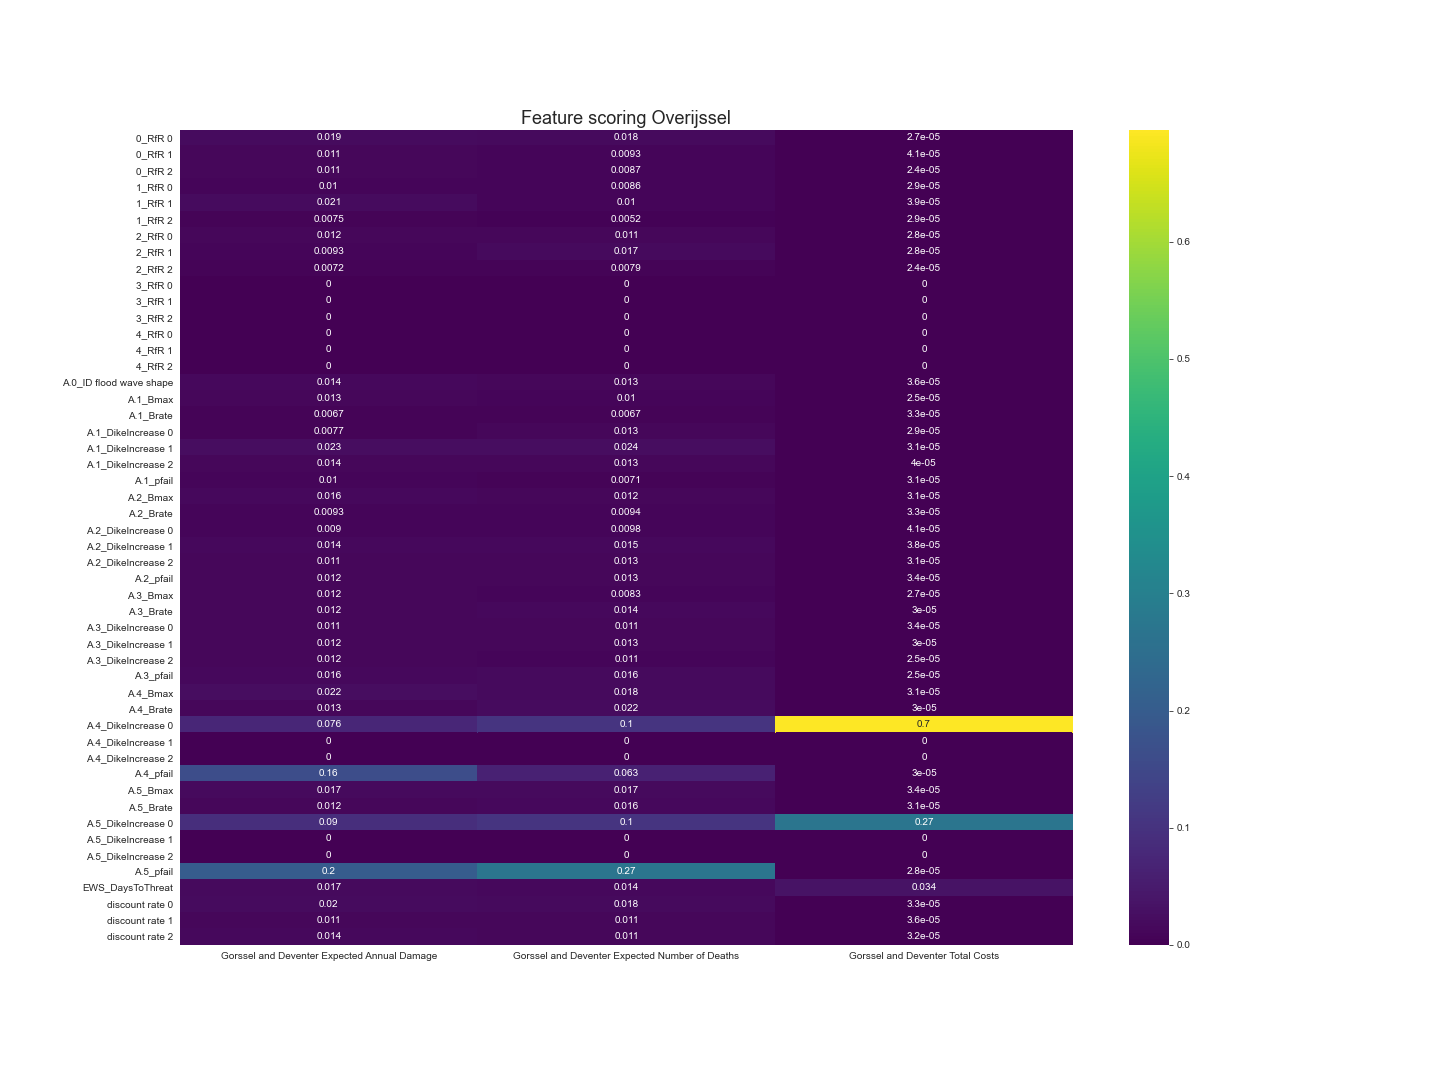 Feature scoring Overijssel
0_RfR 0 0.019 0.018 2.7e-05
0_RfR 1 0.011 0.0093 4.1e-05
0_RfR 2 0.011 0.0087 2.4e-05
1_RfR 0 0.01 0.0086 2.9e-05
1_RfR 1 0.021 0.01 3.9e-05
1_RfR 2 0.0075 0.0052 2.9e-05
2_RfR 0 0.012 0.011 2.8e-05
2_RfR 1 0.0093 0.017 2.8e-05
2_RfR 2 0.0072 0.0079 2.4e-05
3_RfR 0 0 0 0
3_RfR 1 0 0 0
3_RfR 2 0 0 0
4_RfR 0 0 0 0
4_RfR 1 0 0 0
4_RfR 2 0 0 0
A.0_ID flood wave shape 0.014 0.013 3.6e-05
A.1_Bmax 0.013 0.01 2.5e-05
A.1_Brate 0.0067 0.0067 3.3e-05
A.1_DikeIncrease 0 0.0077 0.013 2.9e-05
A.1_DikeIncrease 1 0.023 0.024 3.1e-05
A.1_DikeIncrease 2 0.014 0.013 4e-05
A.1_pfail 0.01 0.0071 3.1e-05
A.2_Bmax 0.016 0.012 3.1e-05
A.2_Brate 0.0093 0.0094 3.3e-05
A.2_DikeIncrease 0 0.009 0.0098 4.1e-05
A.2_DikeIncrease 1 0.014 0.015 3.8e-05
A.2_DikeIncrease 2 0.011 0.013 3.1e-05
A.2_pfail 0.012 0.013 3.4e-05
A.3_Bmax 0.012 0.0083 2.7e-05
A.3_Brate 0.012 0.014 3e-05
A.3_DikeIncrease 0 0.011 0.011 3.4e-05
A.3_DikeIncrease 1 0.012 0.013 3e-05
A.3_DikeIncrease 2 0.012 0.011 2.5e-05
A.3_pfail 0.016 0.016 2.5e-05
A.4_Bmax 0.022 0.018 3.1e-05
A.4_Brate 0.013 0.022 3e-05
A.4_DikeIncrease 0 0.076 0.1 0.7
A.4_DikeIncrease 1 0 0 0
A.4_DikeIncrease 2 0 0 0
A.4_pfail 0.16 0.063 3e-05
A.5_Bmax 0.017 0.017 3.4e-05
A.5_Brate 0.012 0.016 3.1e-05
A.5_DikeIncrease 0 0.09 0.1 0.27
A.5_DikeIncrease 1 0 0 0
A.5_DikeIncrease 2 0 0 0
A.5_pfail 0.2 0.27 2.8e-05
EWS_DaysToThreat 0.017 0.014 0.034
discount rate 0 0.02 0.018 3.3e-05
discount rate 1 0.011 0.011 3.6e-05
discount rate 2 0.014 0.011 3.2e-05
Gorssel and Deventer Expected Annual Damage Gorssel and Deventer Expected Number of Deaths Gorssel and Deventer Total Costs
0.6
0.5
0.4
0.3
0.2
0.1
0.0